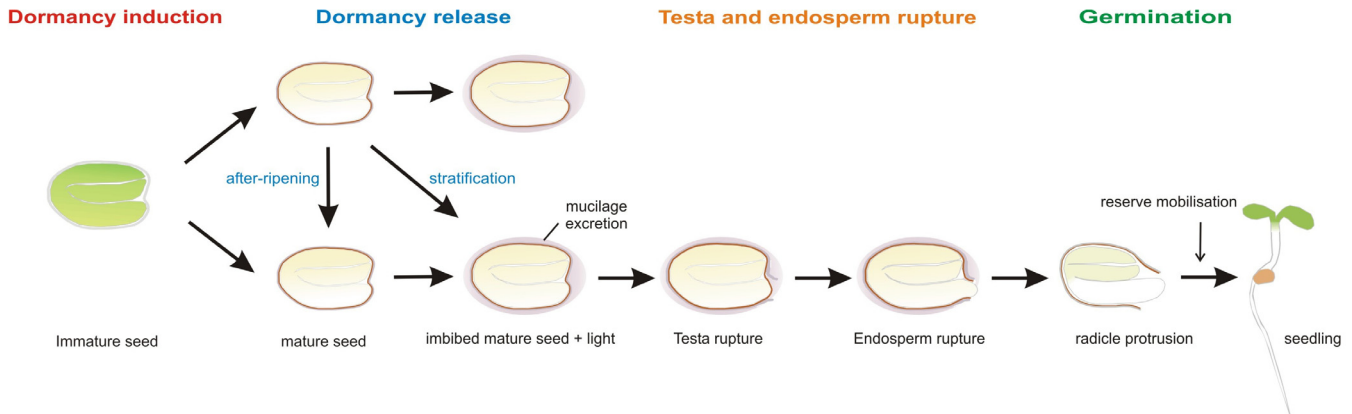 Dormancy induction
Dormancy release
Testa and endosperm rupture
Germination
after-ripening
stratification
mucilage
excretion
reserve mobilisation
Immature seed
mature seed
imbibed mature seed + light
Testa rupture
Endosperm rupture
radicle protrusion
seedling